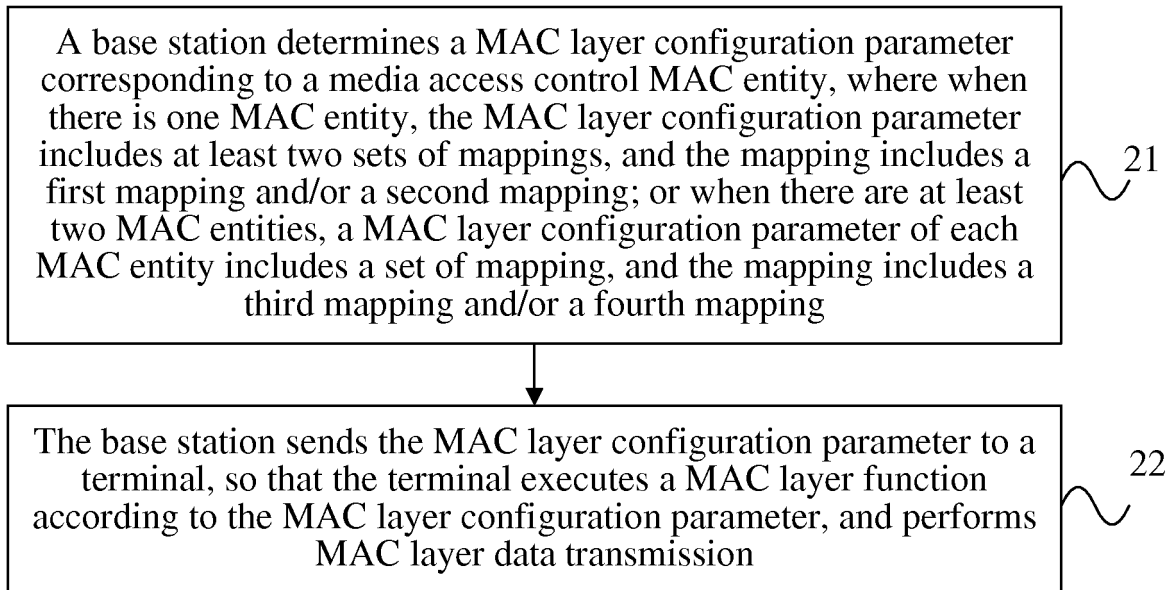 A base station determines a MAC layer configuration parameter
corresponding to a media access control MAC entity, where when
there is one MAC entity, the MAC layer configuration parameter
includes at least two sets of mappings, and the mapping includes a
first mapping and/or a second mapping; or when there are at least
two MAC entities, a MAC layer configuration parameter of each
MAC entity includes a set of mapping, and the mapping includes a
third mapping and/or a fourth mapping
21
The base station sends the MAC layer configuration parameter to a
terminal, so that the terminal executes a MAC layer function
according to the MAC layer configuration parameter, and performs
MAC layer data transmission
22